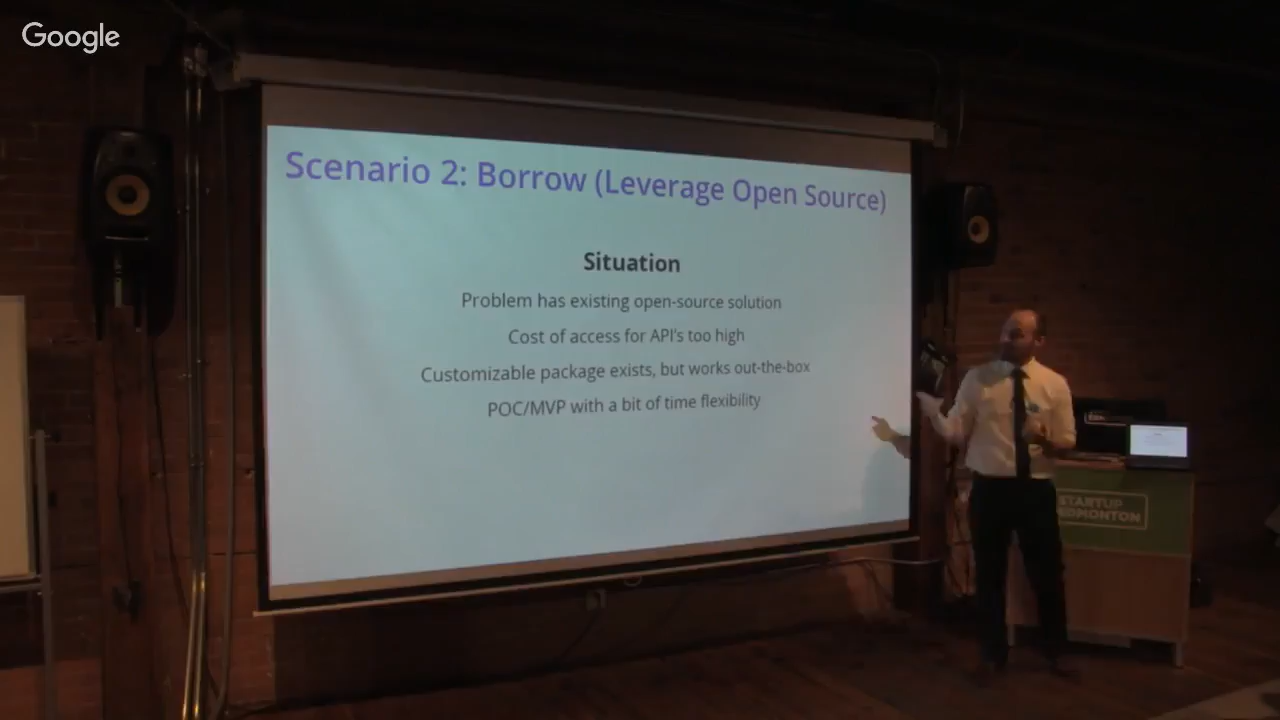 Google
Scenario 2: Borrow (Leverage Open Source)
Situation
Problem has existing open-source solution
Cost of access for API's too high
Customizable package exists, but works out-the-box
POC/MVP with a bit of time flexibility
STARTUP
EDMONTON